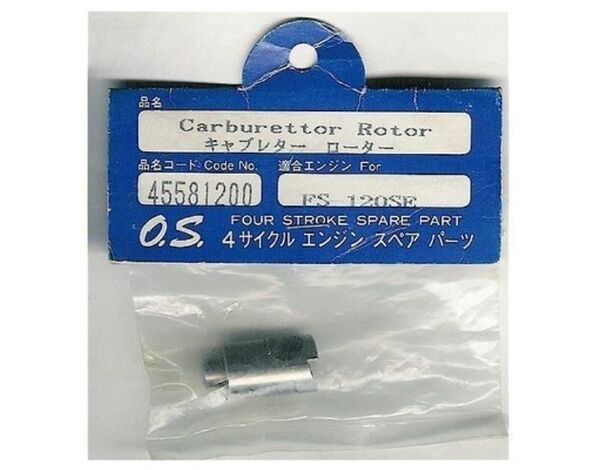 品名
Carburettor Rotor
キャブレター ローター
品名コード Code No. 適合エンジン For
45581200 FS-120SE
O.S. FOUR STROKE SPARE PART
4サイクル エンジン スペア パーツ